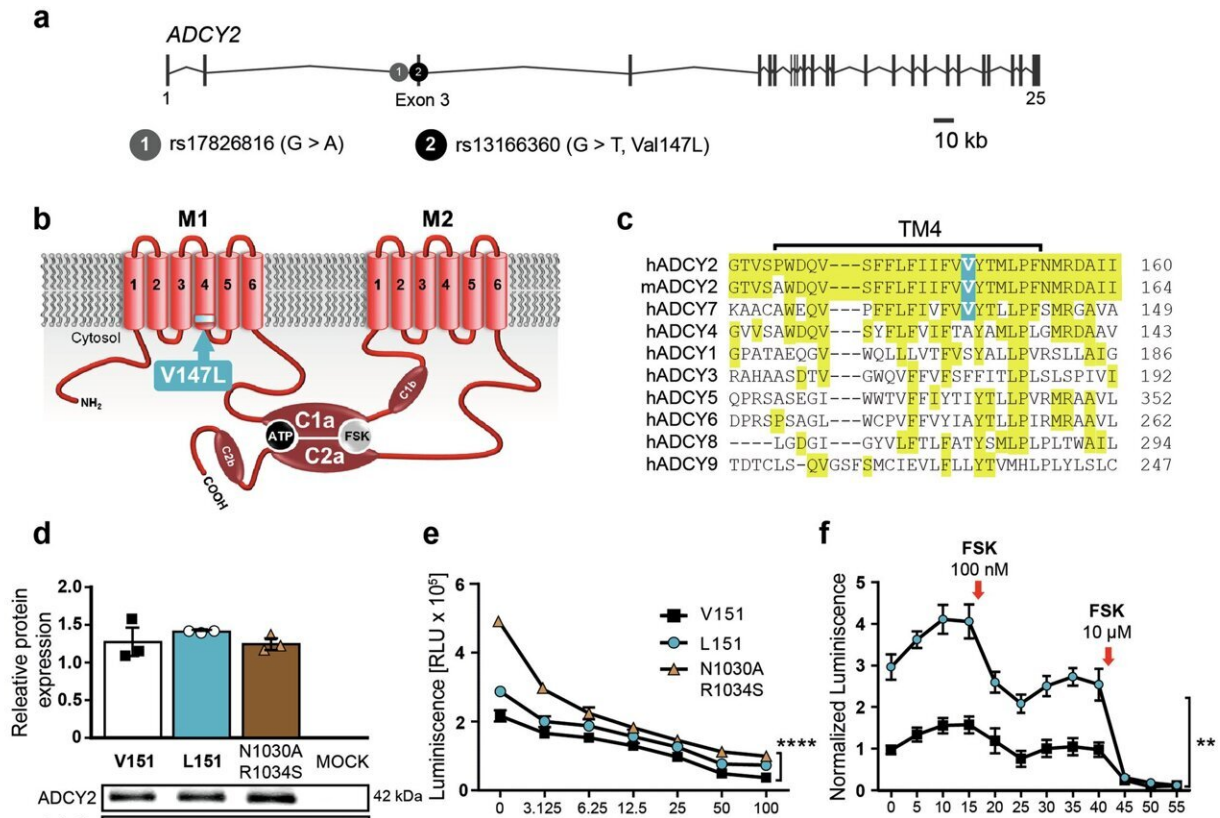 a
ADCY2
1
2
1
Exon 3
25
10 kb
1 rs17826816 (G > A)
2 rs13166360 (G > T, Val147L)
b
M1
M2
1 2 3 4 5 6
1 2 3 4 5 6
Cytosol
V147L
NH2
C1a
C1b
ATP
FSK
C2a
C2b
COOH
c
TM4
hADCY2 GTVSPWDQV---SFFLFIIFVVYTMLPFNMRDAII 160
mADCY2 GTVSAWDQV---SFFLFIIFVVYTMLPFNMRDAII 164
hADCY7 KAACAWEQV---PFFLFIVFVVYTLLPFSMRGAVA 149
hADCY4 GVVSAWDQV---SYFLFVIFTAYAMLPLGMRDAAV 143
hADCY1 GPATAEQGV---WQLLLVTFVSYALLPVRSLLAIG 186
hADCY3 RAHAASDTV---GWQVFFVFSFFITLPLSLSPIVI 192
hADCY5 QPRSASEGI---WWTVFFIYTIYTLLPVRMRAAVL 352
hADCY6 DPRSPSAGL---WCPVFFVYIAYTLLPIRMRAAVL 262
hADCY8 ----LGDGI---GYVLFTLFATYSMLPLPLTWAIL 294
hADCY9 TDTCLS-QVGSFSMCIEVLFLLYTVMHLPLYLSLC 247
d
Releative protein
expression
2.0
1.5
1.0
0.5
0
V151 L151 N1030A
R1034S MOCK
ADCY2
42 kDa
e
Luminiscence [RLU x 10⁵]
6
4
2
0
V151
L151
N1030A
R1034S
****
0 3.125 6.25 12.5 25 50 100
f
Normalized Luminiscence
5
4
3
2
1
0
FSK
100 nM
FSK
10 µM
**
0 5 10 15 20 25 30 35 40 45 50 55